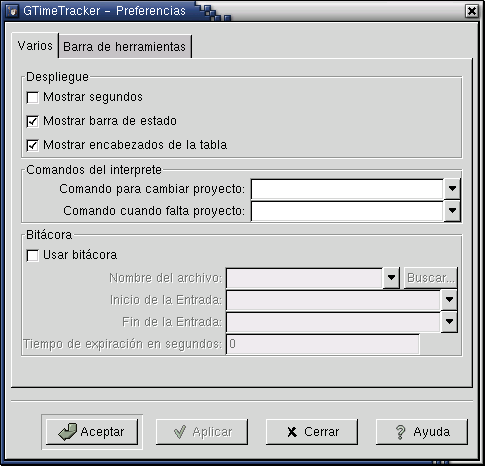 GTimeTracker - Preferencias
Varios
Barra de herramientas
Despliegue
Mostrar segundos
Mostrar barra de estado
Mostrar encabezados de la tabla
Comandos del interprete
Comando para cambiar proyecto:
Comando cuando falta proyecto:
Bitácora
Usar bitácora
Nombre del archivo:
Buscar...
Inicio de la Entrada:
Fin de la Entrada:
Tiempo de expiración en segundos:
0
Aceptar
Aplicar
Cerrar
Ayuda